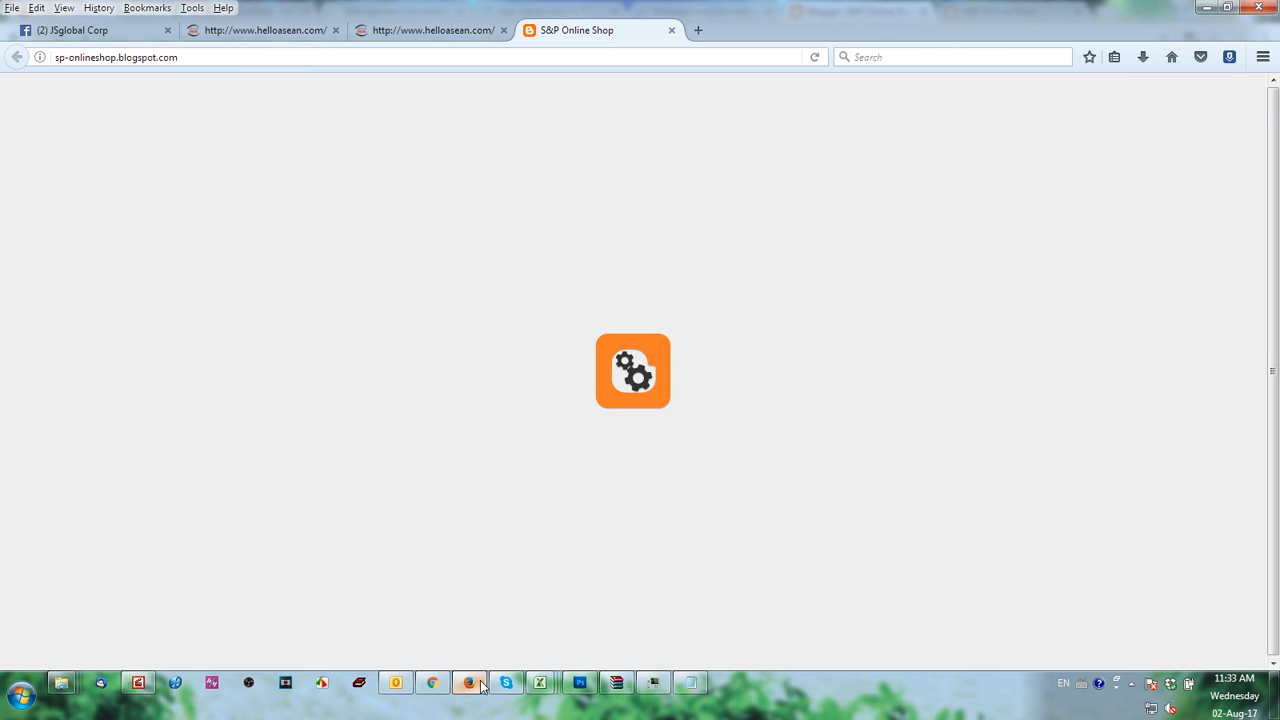 File Edit View History Bookmarks Tools Help
(2) JSglobal Corp
http://www.helloasean.com/
http://www.helloasean.com/
S&P Online Shop
sp-onlineshop.blogspot.com
Search
EN
11:33 AM
Wednesday
02-Aug-17